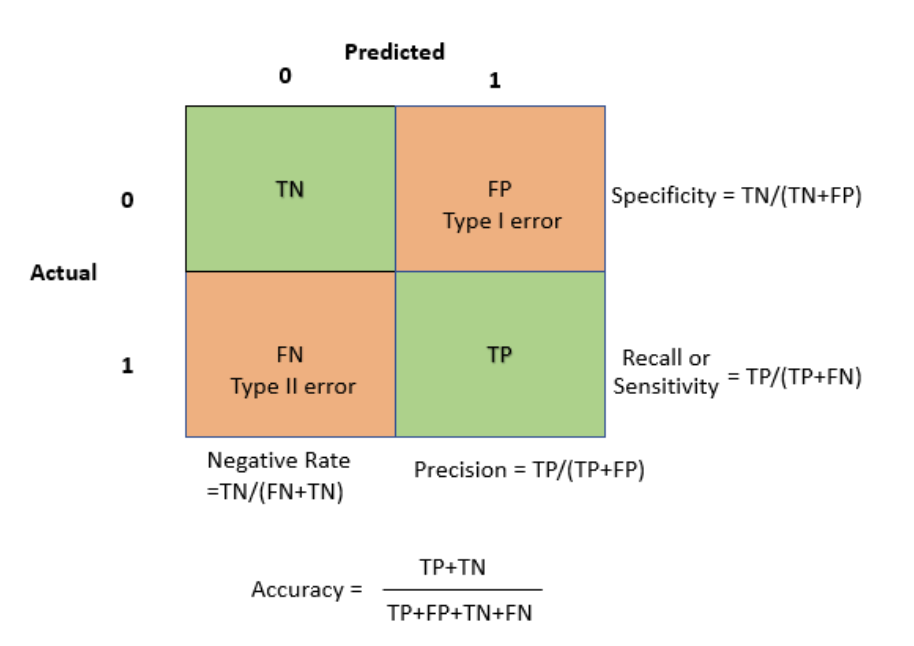 Predicted
0
1
0
TN
FP
Type I error
Specificity = TN/(TN+FP)
Actual
1
FN
Type II error
TP
Recall or
Sensitivity = TP/(TP+FN)
Negative Rate
=TN/(FN+TN)
Precision = TP/(TP+FP)
Accuracy =
TP+TN
TP+FP+TN+FN